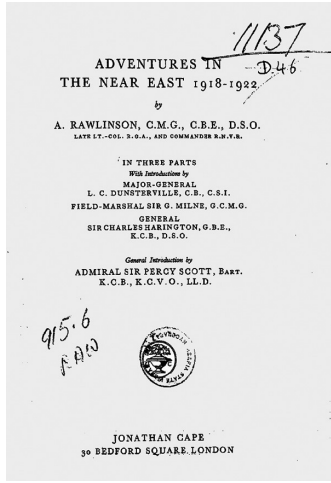 11137
D.46
ADVENTURES IN
THE NEAR EAST 1918-1922
by
A. RAWLINSON, C.M.G., C.B.E., D.S.O.
LATE LT.-COL. R.G.A., AND COMMANDER R.N.V.R.
IN THREE PARTS
With Introductions by
MAJOR-GENERAL
L. C. DUNSTERVILLE, C.B., C.S.I.
FIELD-MARSHAL SIR G. MILNE, G.C.M.G.
GENERAL
SIR CHARLES HARINGTON, G.B.E.,
K.C.B., D.S.O.
General Introduction by
ADMIRAL SIR PERCY SCOTT, BART.
K.C.B., K.C.V.O., LL.D.
915.6
RAW
JONATHAN CAPE
30 BEDFORD SQUARE LONDON